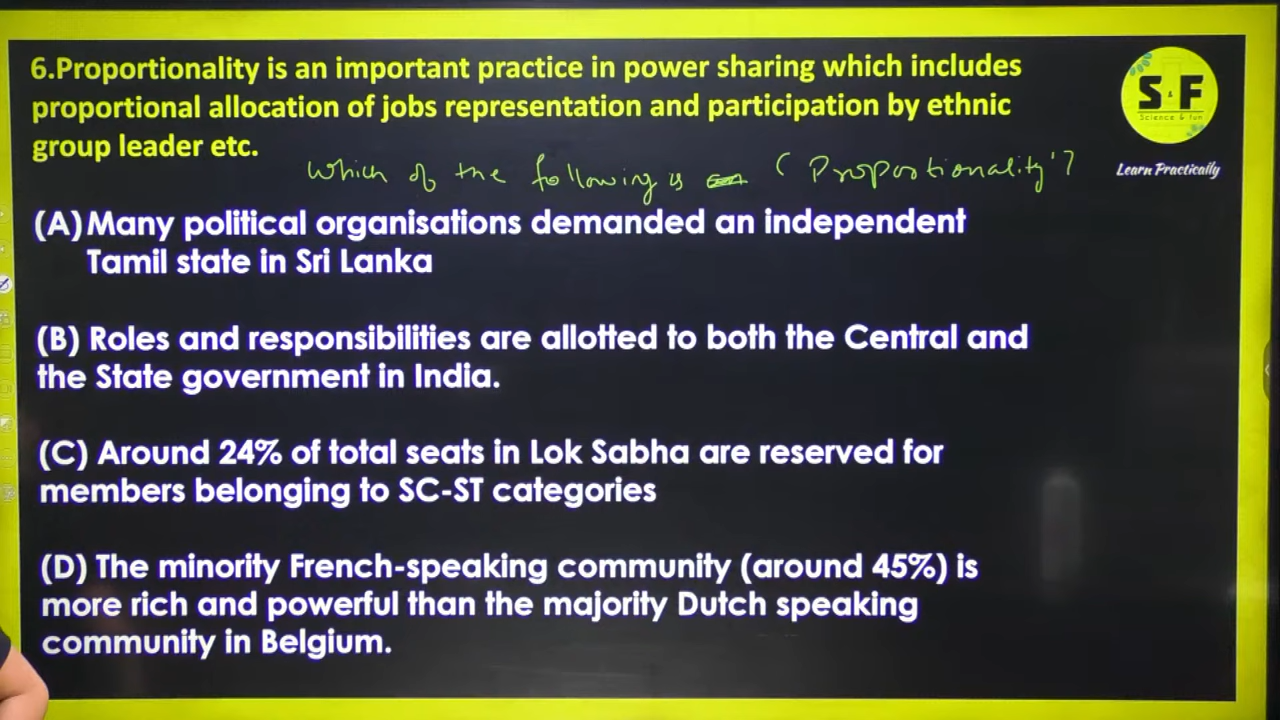 6.Proportionality is an important practice in power sharing which includes
proportional allocation of jobs representation and participation by ethnic
group leader etc.
Which of the following is ( Proportionality'?
(A) Many political organisations demanded an independent
Tamil state in Sri Lanka
(B) Roles and responsibilities are allotted to both the Central and
the State government in India.
(C) Around 24% of total seats in Lok Sabha are reserved for
members belonging to SC-ST categories
(D) The minority French-speaking community (around 45%) is
more rich and powerful than the majority Dutch speaking
community in Belgium.
S&F
Science & fun
Learn Practically